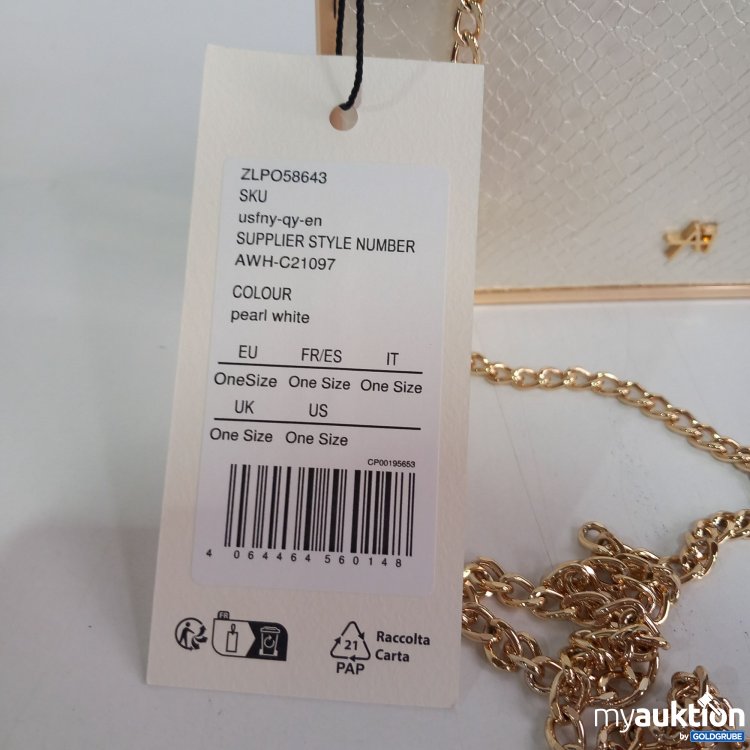 ZLPO58643
SKU
usfny-qy-en
SUPPLIER STYLE NUMBER
AWH-C21097
COLOUR
pearl white
EU FR/ES IT
OneSize One Size One Size
UK US
One Size One Size
CP00195653
4 064464 560148
FR
21
PAP
Raccolta
Carta
myauktion
by GOLDGRUBE